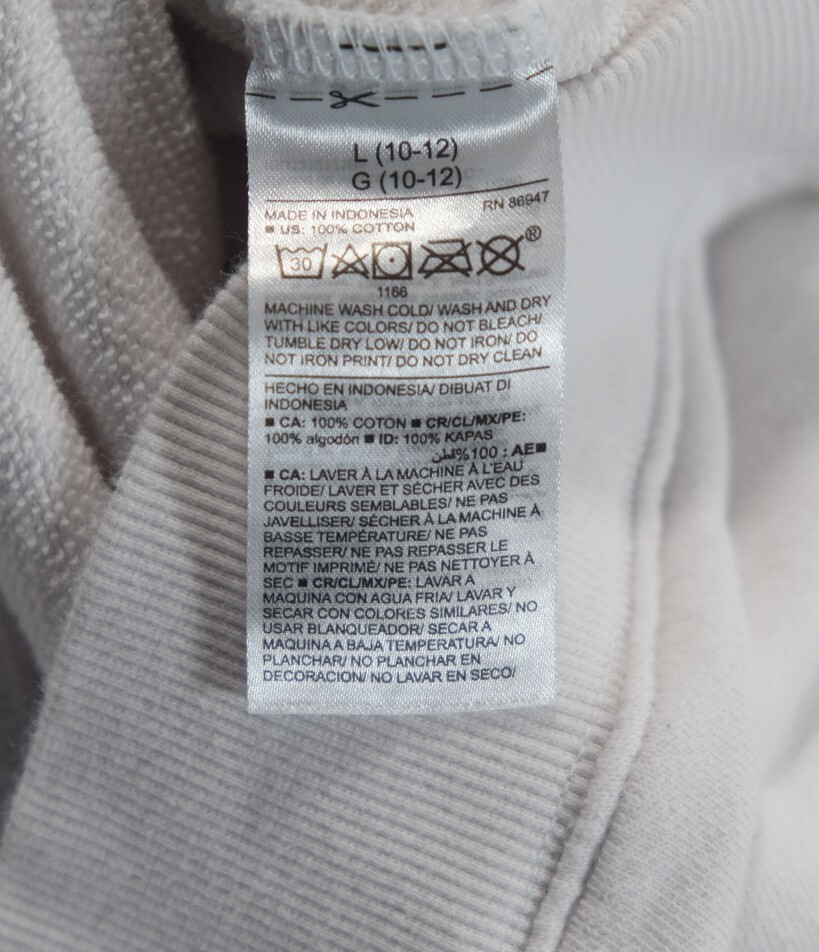 L (10-12)
G (10-12)
RN 86947
MADE IN INDONESIA
■ US: 100% COTTON
30
®
1166
MACHINE WASH COLD/ WASH AND DRY
WITH LIKE COLORS/ DO NOT BLEACH/
TUMBLE DRY LOW/ DO NOT IRON/ DO
NOT IRON PRINT/ DO NOT DRY CLEAN
HECHO EN INDONESIA/ DIBUAT DI
INDONESIA
■ CA: 100% COTON ■ CR/CL/MX/PE:
100% algodón ■ ID: 100% KAPAS
■AE : 100% قطن
■ CA: LAVER À LA MACHINE À L'EAU
FROIDE/ LAVER ET SÉCHER AVEC DES
COULEURS SEMBLABLES/ NE PAS
JAVELLISER/ SÉCHER À LA MACHINE À
BASSE TEMPÉRATURE/ NE PAS
REPASSER/ NE PAS REPASSER LE
MOTIF IMPRIMÉ/ NE PAS NETTOYER À
SEC ■ CR/CL/MX/PE: LAVAR A
MAQUINA CON AGUA FRIA/ LAVAR Y
SECAR CON COLORES SIMILARES/ NO
USAR BLANQUEADOR/ SECAR A
MAQUINA A BAJA TEMPERATURA/ NO
PLANCHAR/ NO PLANCHAR EN
DECORACION/ NO LAVAR EN SECO/